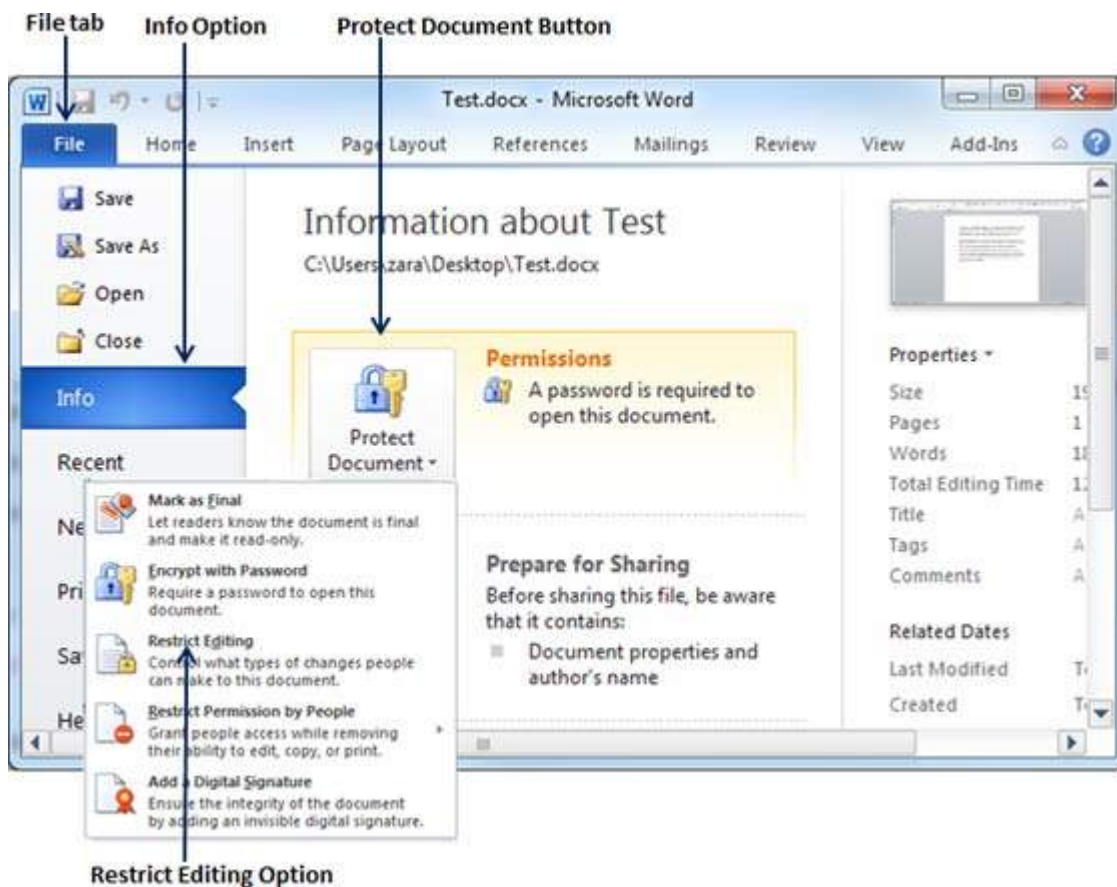 File tab Info Option Protect Document Button
Test.docx - Microsoft Word
File Home Insert Page Layout References Mailings Review View Add-Ins
Save
Save As
Open
Close
Info
Recent
Information about Test
C:\Users\zara\Desktop\Test.docx
Protect
Document
Permissions
A password is required to
open this document.
Prepare for Sharing
Before sharing this file, be aware
that it contains:
Document properties and
author's name
Mark as Final
Let readers know the document is final
and make it read-only.
Encrypt with Password
Require a password to open this
document.
Restrict Editing
Control what types of changes people
can make to this document.
Restrict Permission by People
Grant people access while removing
their ability to edit, copy, or print.
Add a Digital Signature
Ensure the integrity of the document
by adding an invisible digital signature.
Properties
Size
Pages 1
Words
Total Editing Time
Title
Tags
Comments
Related Dates
Last Modified
Created
Restrict Editing Option